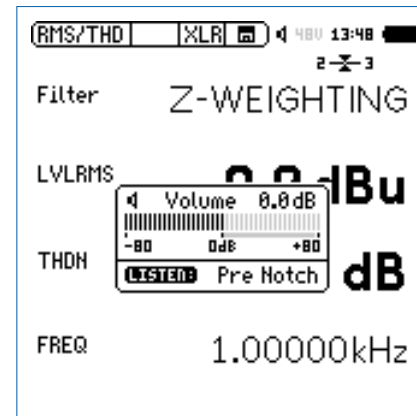 RMS/THD XLR 48V 13:48
2 3
Filter Z-WEIGHTING
LVLRMS dBu
Volume 0.0dB
-80 0dB +80
LISTEN: Pre Notch
THDN dB
FREQ 1.00000kHz